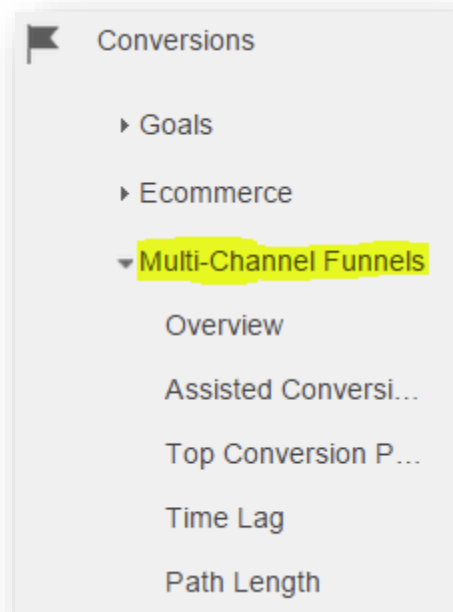 Conversions
Goals
Ecommerce
Multi-Channel Funnels
Overview
Assisted Conversi...
Top Conversion P...
Time Lag
Path Length